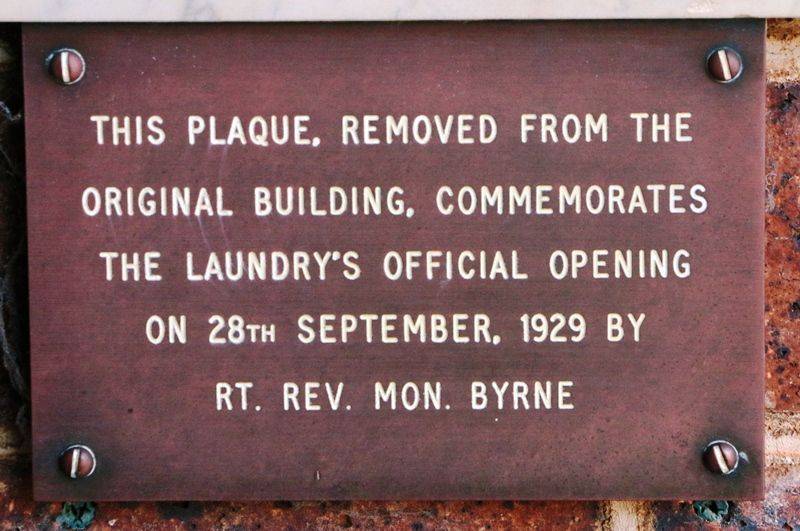 THIS PLAQUE, REMOVED FROM THE
ORIGINAL BUILDING, COMMEMORATES
THE LAUNDRY'S OFFICIAL OPENING
ON 28TH SEPTEMBER, 1929 BY
RT. REV. MON. BYRNE